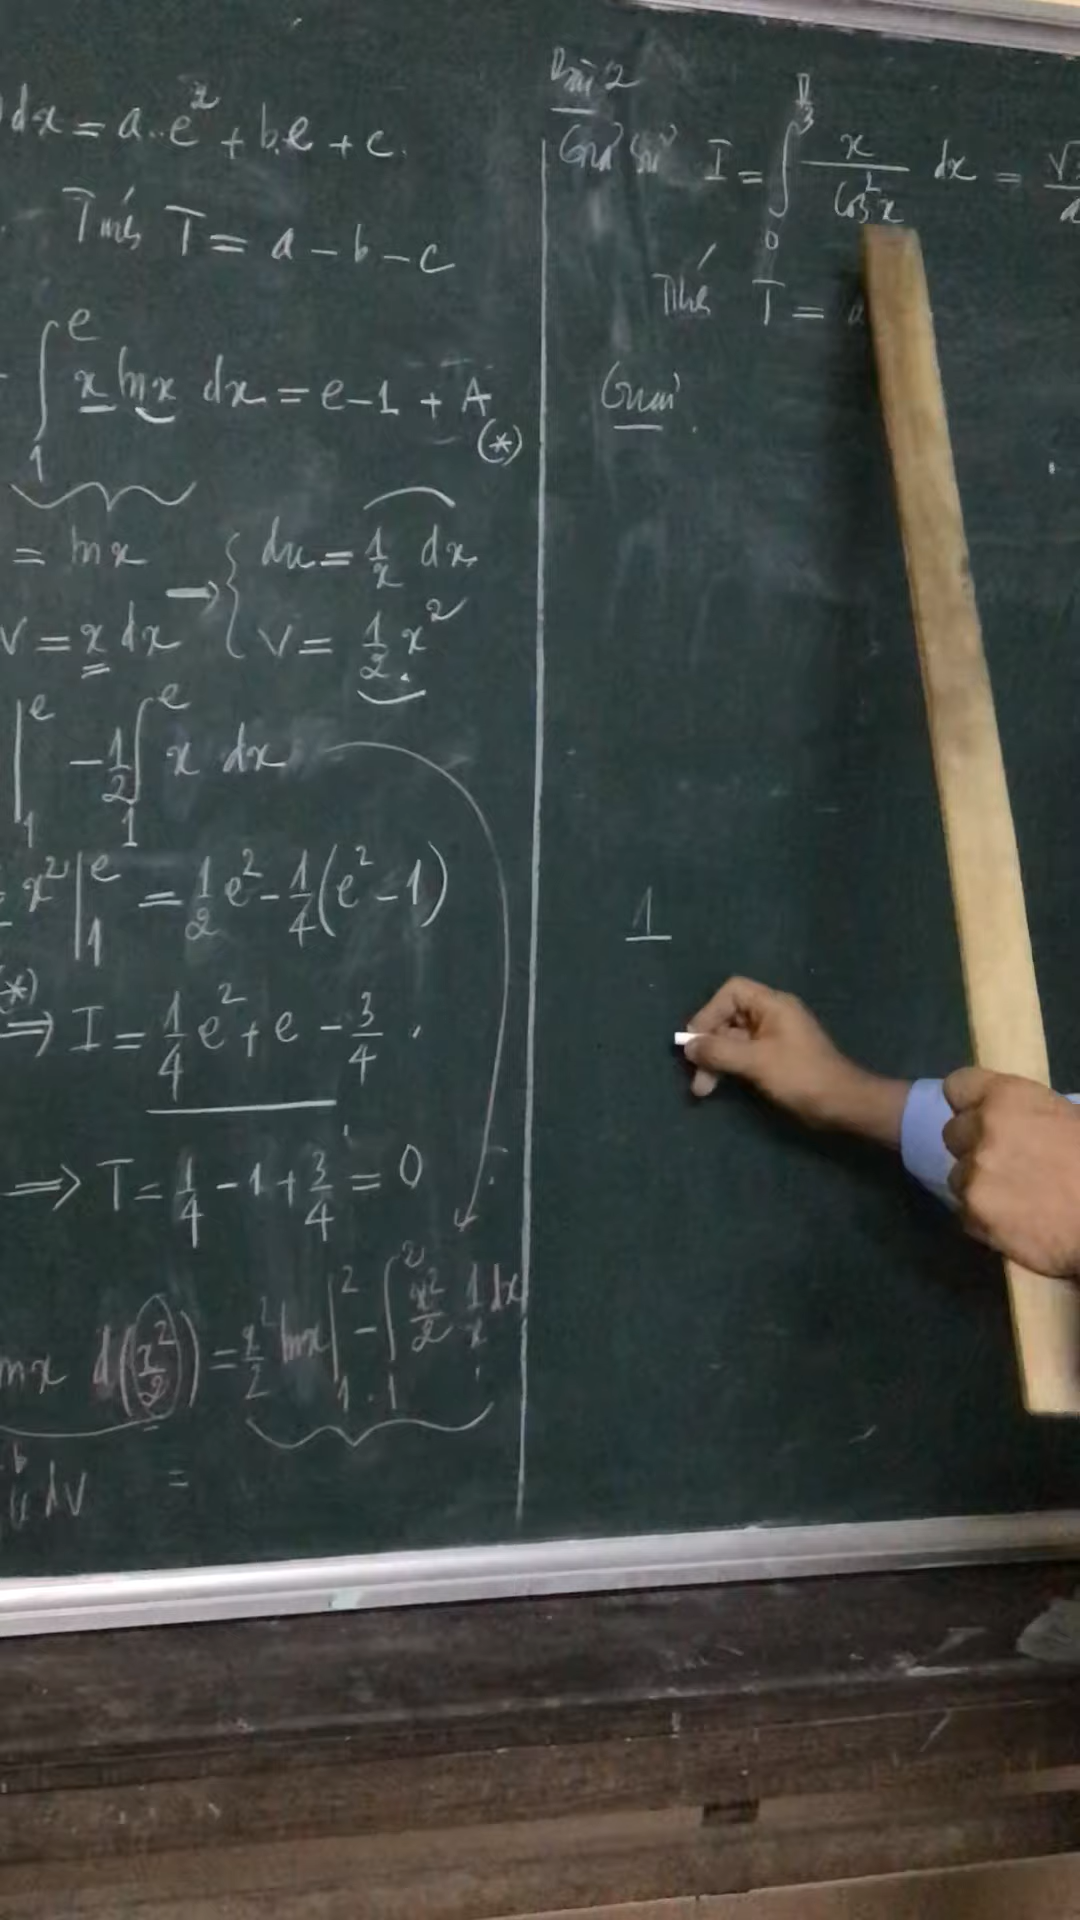 dx = a.e² + b.e + c.
Tính T = a - b - c
∫₁ᵉ x lnx dx = e - 1 + A
(*)
= lnx → { du = 1/x dx
v = x dx { v = 1/2 x²
|₁ᵉ - 1/2 ∫₁ᵉ x dx
x² |₁ᵉ = 1/2 e² - 1/4 (e² - 1)
(*)
⇒ I = 1/4 e² + e - 3/4 .
⇒ T = 1/4 - 1 + 3/4 = 0
lnx d(x²/2) = x²/2 lnx |₁² - ∫₁² x²/2 . 1/x dx
u dv =
Bài 2
Giả sử I = ∫₀^(π/3) x/cos²x dx =
Tính T =
Giải
1